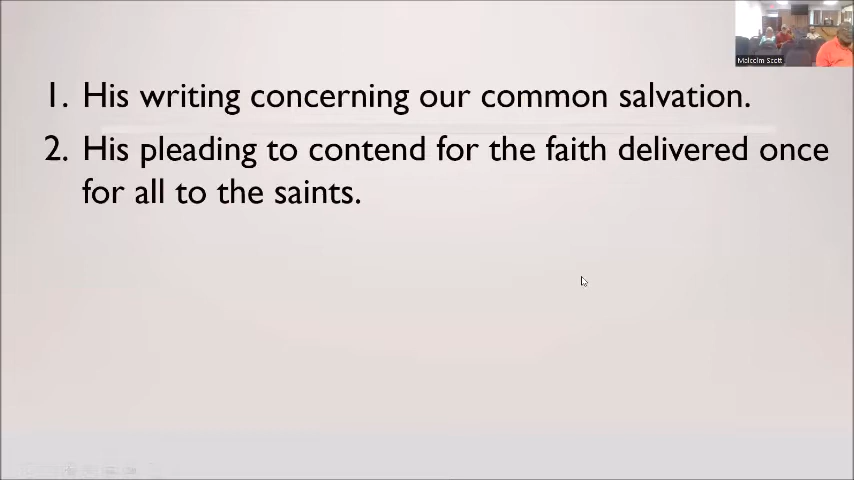 Malcolm Scott
1. His writing concerning our common salvation.
2. His pleading to contend for the faith delivered once
for all to the saints.